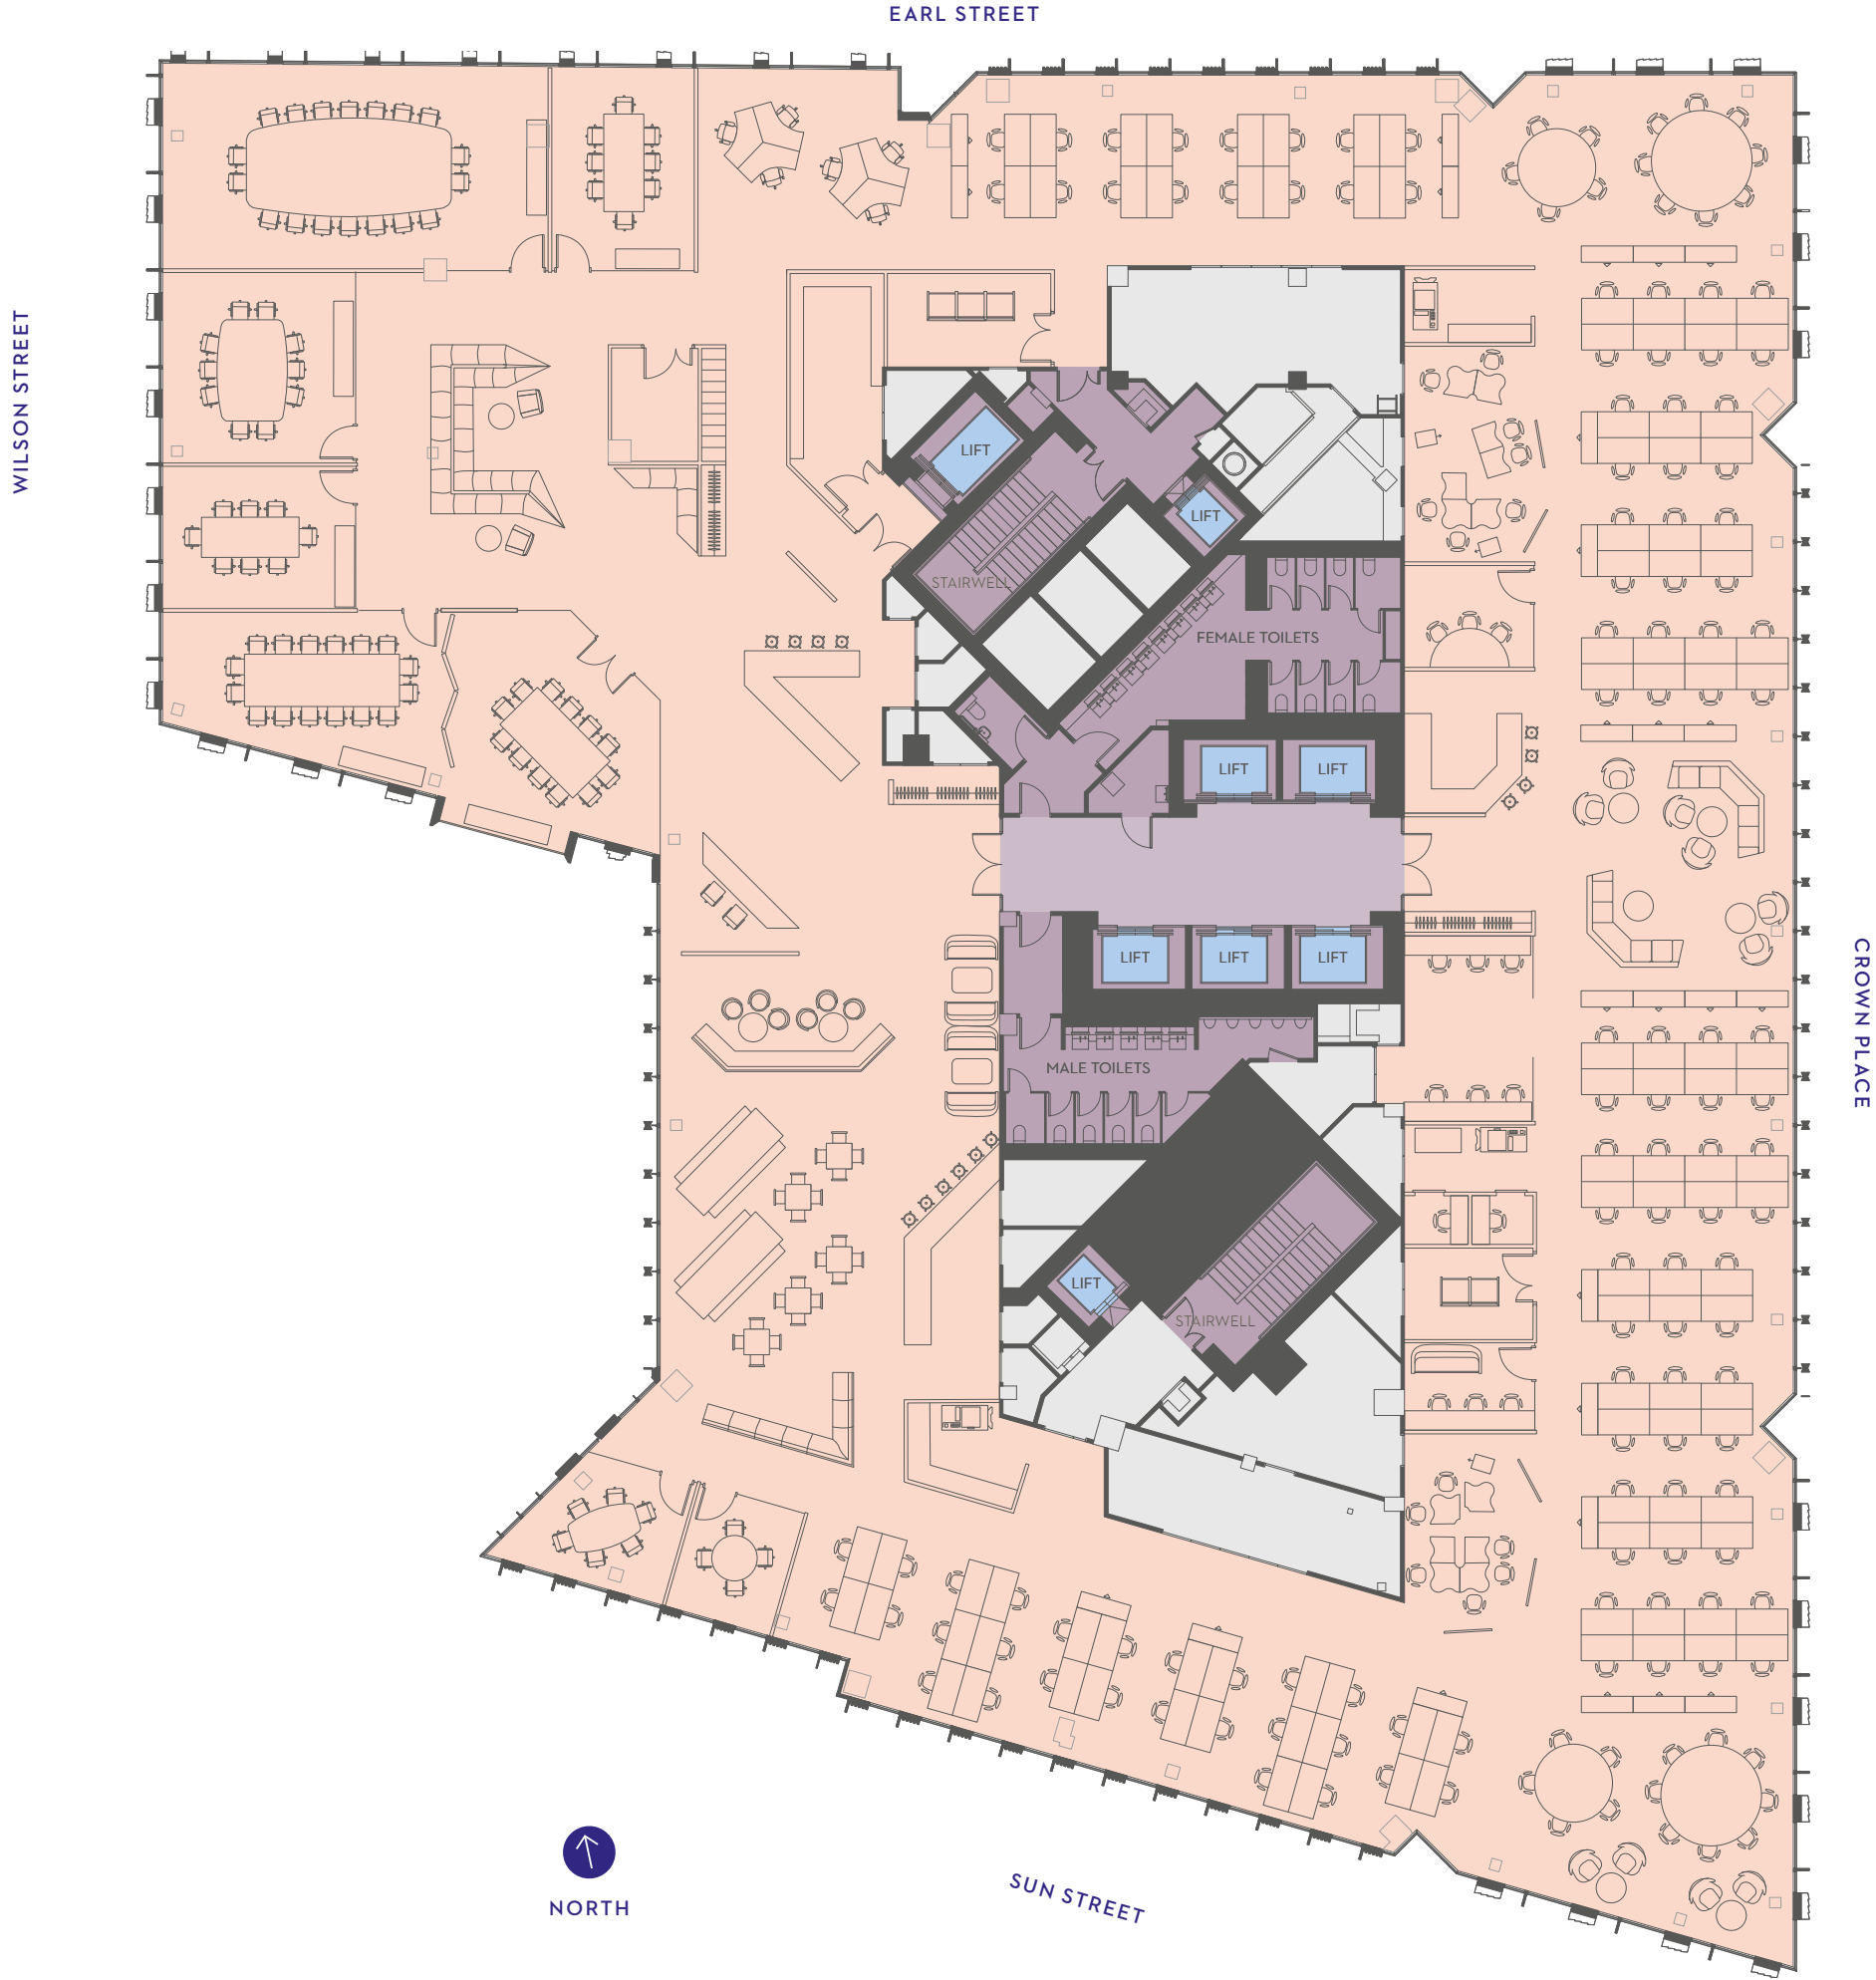 EARL STREET
WILSON STREET
LIFT
LIFT
STAIRWELL
FEMALE TOILETS
LIFT
LIFT
LIFT
LIFT
LIFT
CROWN PLACE
MALE TOILETS
LIFT
STAIRWELL
NORTH
SUN STREET